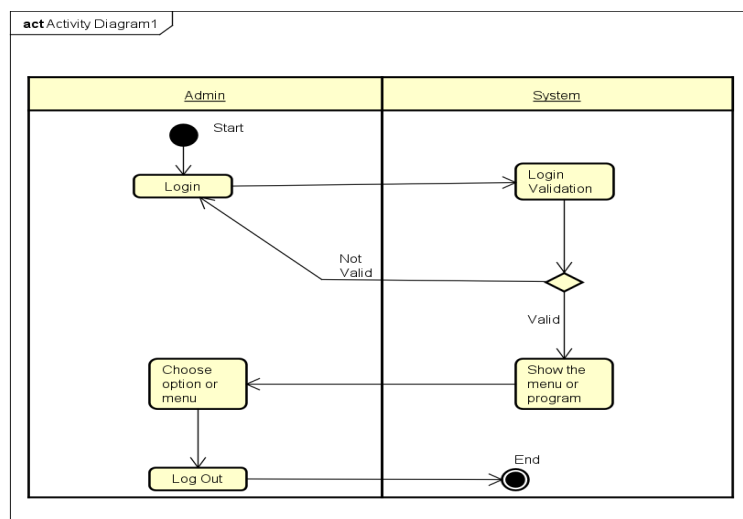 act Activity Diagram1
Admin
System
Start
Login
Login
Validation
Not
Valid
Valid
Choose
option or
menu
Show the
menu or
program
End
Log Out